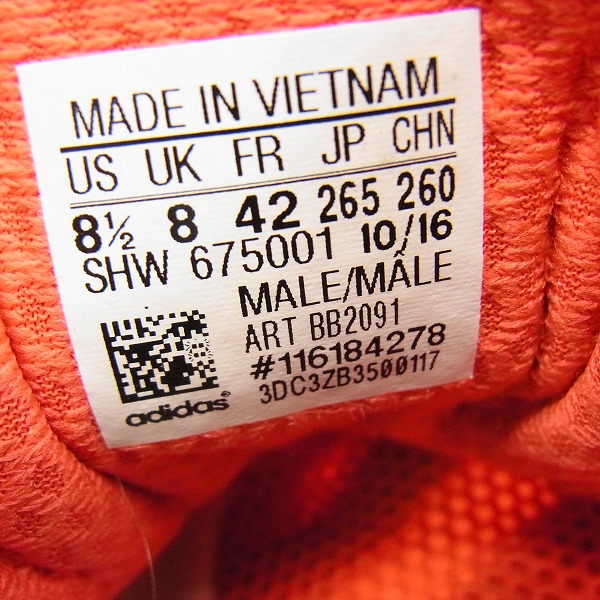 MADE IN VIETNAM
US UK FR JP CHN
8½ 8 42 265 260
SHW 675001 10/16
MALE/MÂLE
ART BB2091
#116184278
3DC3ZB3500117
adidas®